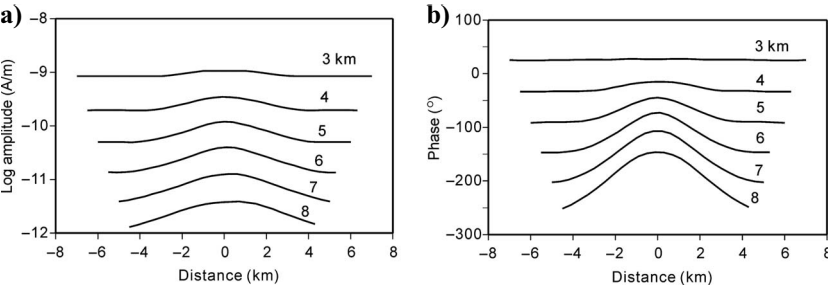 a)
Log amplitude (A/m)
−8
−9
−10
−11
−12
3 km
4
5
6
7
8
−8 −6 −4 −2 0 2 4 6 8
Distance (km)
b)
Phase (°)
100
0
−100
−200
−300
3 km
4
5
6
7
8
−8 −6 −4 −2 0 2 4 6 8
Distance (km)